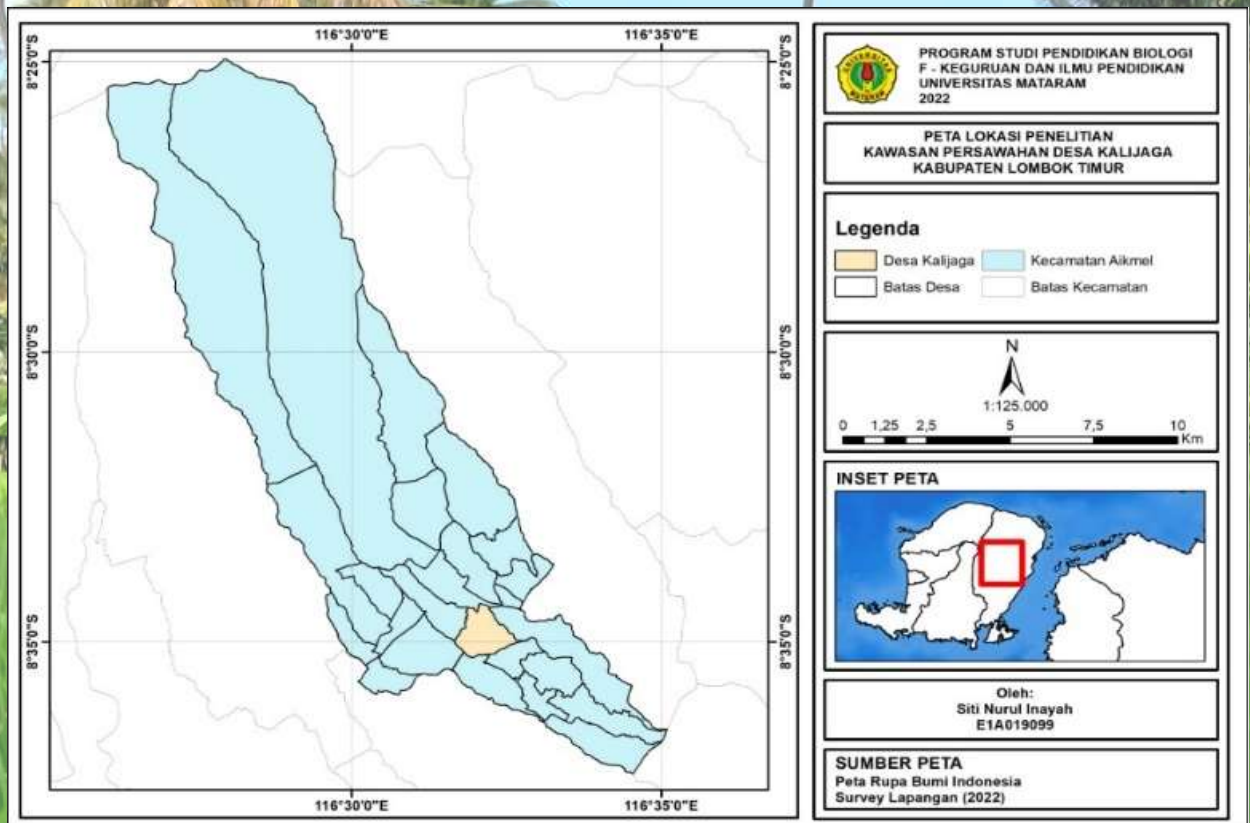 116°30'0"E
116°35'0"E
8°25'0"S
8°25'0"S
8°30'0"S
8°30'0"S
8°35'0"S
8°35'0"S
116°30'0"E
116°35'0"E
UNIVERSITAS
MATARAM
PROGRAM STUDI PENDIDIKAN BIOLOGI
F - KEGURUAN DAN ILMU PENDIDIKAN
UNIVERSITAS MATARAM
2022
PETA LOKASI PENELITIAN
KAWASAN PERSAWAHAN DESA KALIJAGA
KABUPATEN LOMBOK TIMUR
Legenda
Desa Kalijaga
Kecamatan Aikmel
Batas Desa
Batas Kecamatan
N
1:125.000
0 1,25 2,5 5 7,5 10
Km
INSET PETA
Oleh:
Siti Nurul Inayah
E1A019099
SUMBER PETA
Peta Rupa Bumi Indonesia
Survey Lapangan (2022)